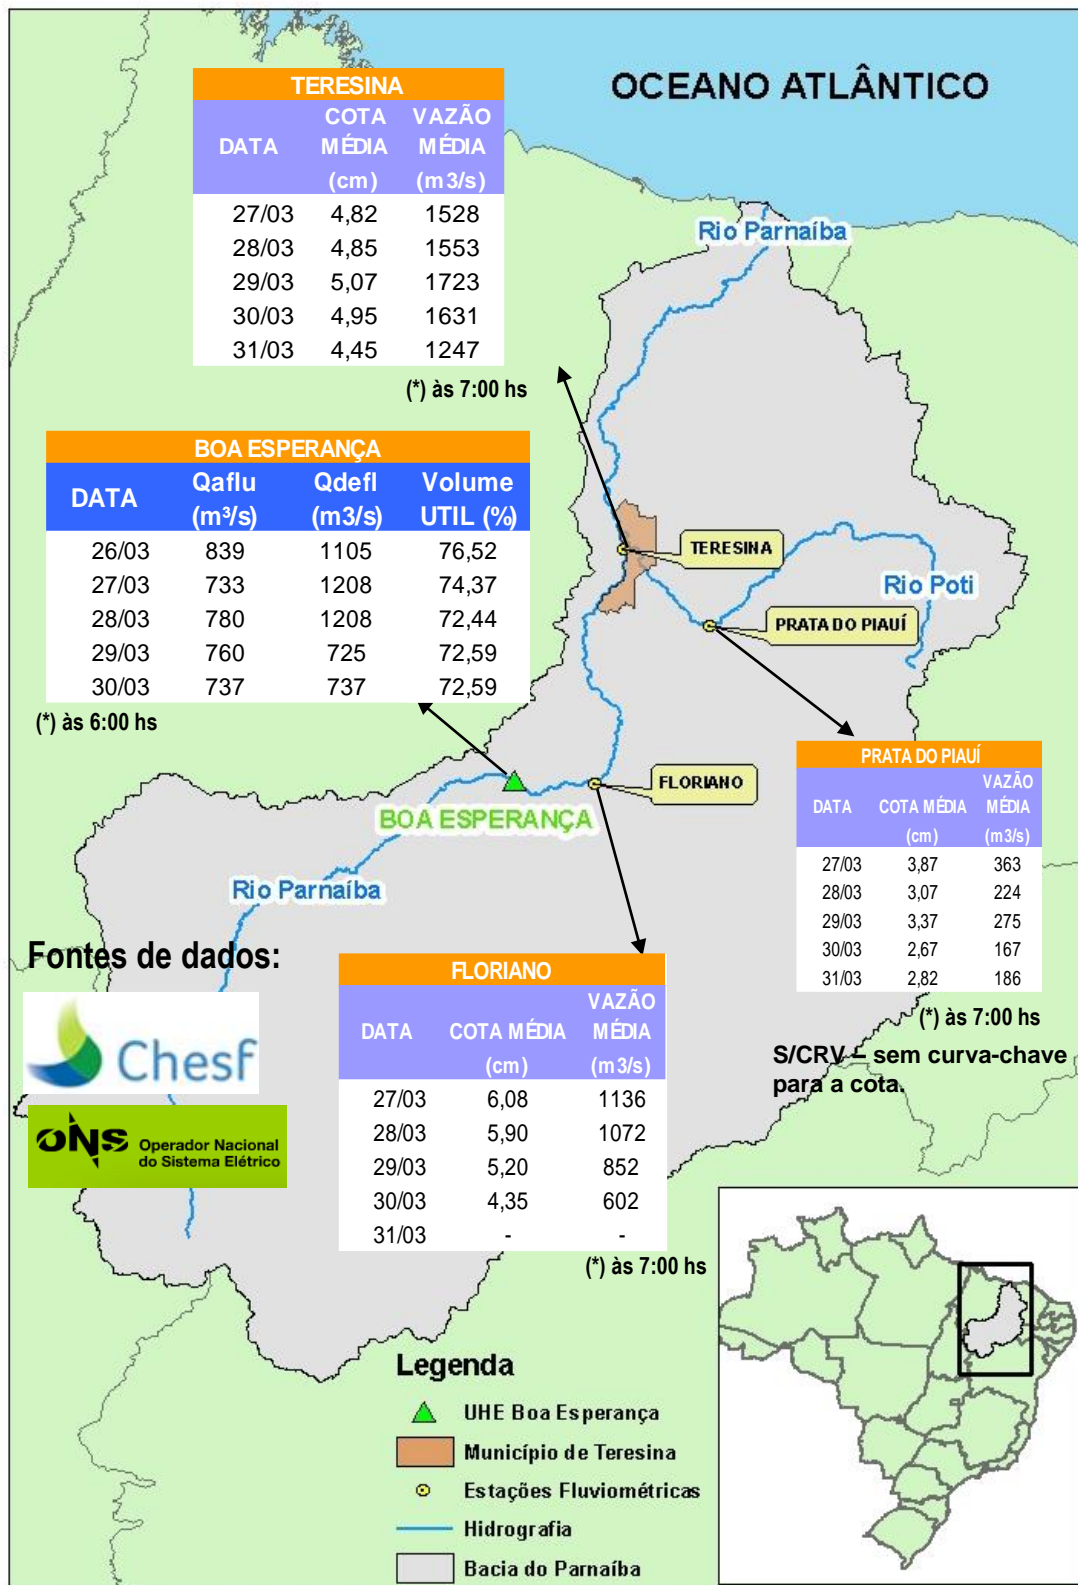 OCEANO ATLÂNTICO
TERESINA
DATA COTA MÉDIA (cm) VAZÃO MÉDIA (m3/s)
27/03 4,82 1528
28/03 4,85 1553
29/03 5,07 1723
30/03 4,95 1631
31/03 4,45 1247
(*) às 7:00 hs
Rio Parnaíba
BOA ESPERANÇA
DATA Qaflu (m³/s) Qdefl (m3/s) Volume UTIL (%)
26/03 839 1105 76,52
27/03 733 1208 74,37
28/03 780 1208 72,44
29/03 760 725 72,59
30/03 737 737 72,59
(*) às 6:00 hs
TERESINA
Rio Poti
PRATA DO PIAUÍ
FLORIANO
BOA ESPERANÇA
Rio Parnaíba
PRATA DO PIAUÍ
DATA COTA MÉDIA (cm) VAZÃO MÉDIA (m3/s)
27/03 3,87 363
28/03 3,07 224
29/03 3,37 275
30/03 2,67 167
31/03 2,82 186
(*) às 7:00 hs
S/CRV – sem curva-chave
para a cota.
Fontes de dados:
Chesf
ONS Operador Nacional
do Sistema Elétrico
FLORIANO
DATA COTA MÉDIA (cm) VAZÃO MÉDIA (m3/s)
27/03 6,08 1136
28/03 5,90 1072
29/03 5,20 852
30/03 4,35 602
31/03 - -
(*) às 7:00 hs
Legenda
UHE Boa Esperança
Município de Teresina
Estações Fluviométricas
Hidrografia
Bacia do Parnaíba